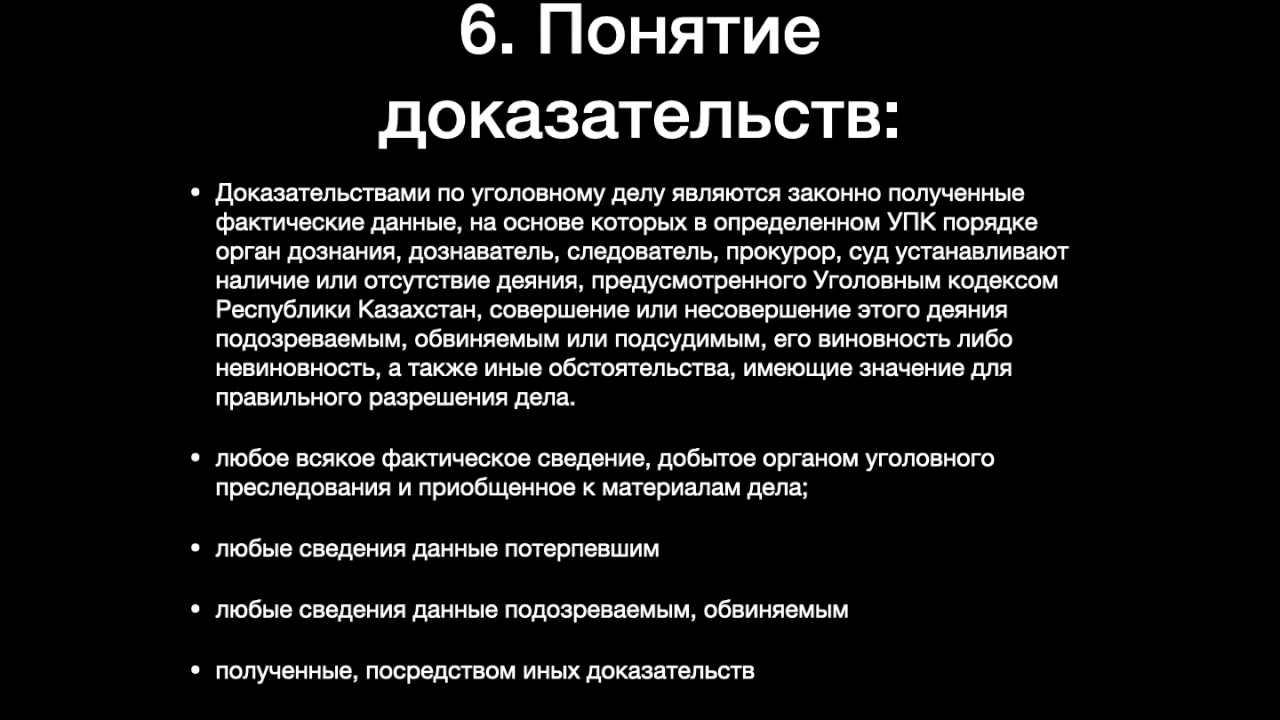 6. Понятие
доказательств:
• Доказательствами по уголовному делу являются законно полученные
фактические данные, на основе которых в определенном УПК порядке
орган дознания, дознаватель, следователь, прокурор, суд устанавливают
наличие или отсутствие деяния, предусмотренного Уголовным кодексом
Республики Казахстан, совершение или несовершение этого деяния
подозреваемым, обвиняемым или подсудимым, его виновность либо
невиновность, а также иные обстоятельства, имеющие значение для
правильного разрешения дела.
• любое всякое фактическое сведение, добытое органом уголовного
преследования и приобщенное к материалам дела;
• любые сведения данные потерпевшим
• любые сведения данные подозреваемым, обвиняемым
• полученные, посредством иных доказательств